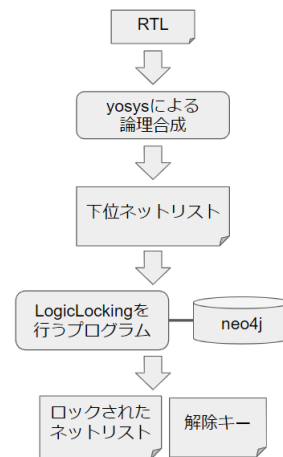 RTL
yosysによる
論理合成
下位ネットリスト
LogicLockingを
行うプログラム
neo4j
ロックされた
ネットリスト
解除キー